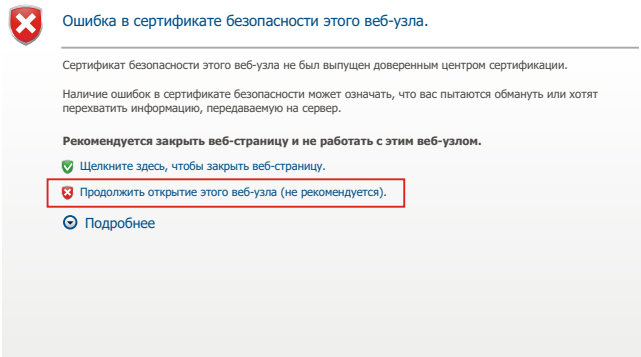 Ошибка в сертификате безопасности этого веб-узла.
Сертификат безопасности этого веб-узла не был выпущен доверенным центром сертификации.
Наличие ошибок в сертификате безопасности может означать, что вас пытаются обмануть или хотят
перехватить информацию, передаваемую на сервер.
Рекомендуется закрыть веб-страницу и не работать с этим веб-узлом.
Щелкните здесь, чтобы закрыть веб-страницу.
Продолжить открытие этого веб-узла (не рекомендуется).
Подробнее